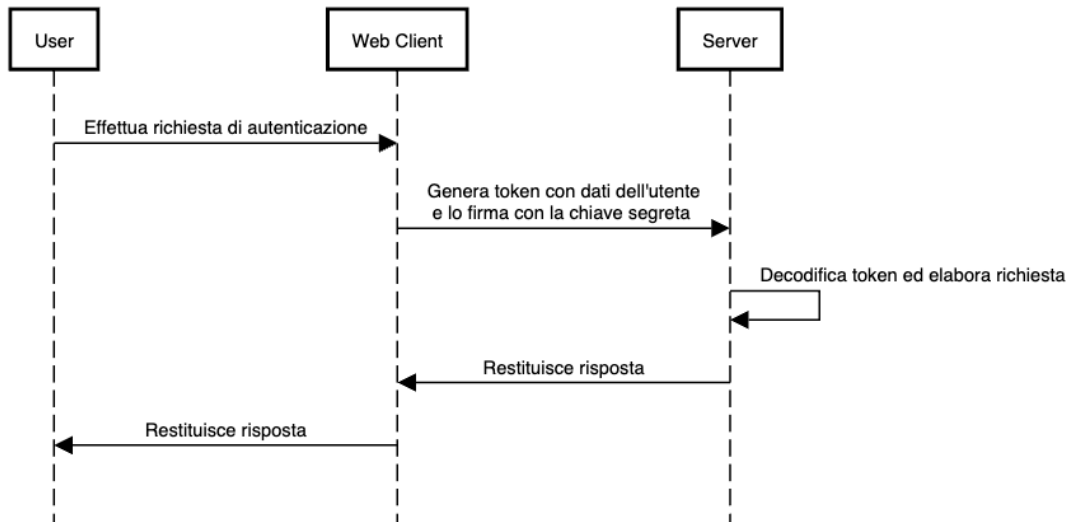 User
Web Client
Server
Effettua richiesta di autenticazione
Genera token con dati dell'utente
e lo firma con la chiave segreta
Decodifica token ed elabora richiesta
Restituisce risposta
Restituisce risposta